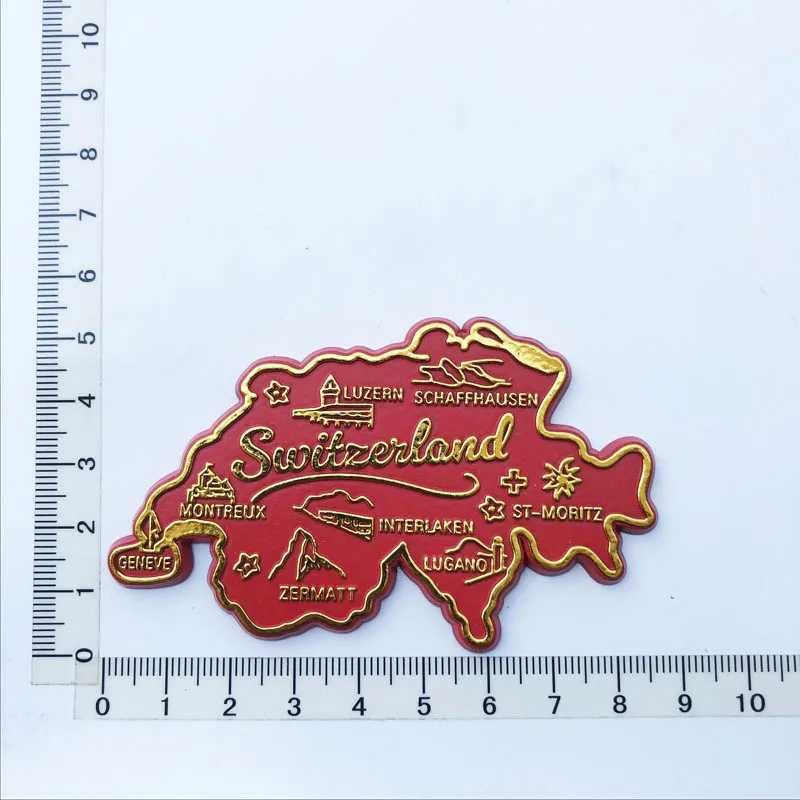 10
9
8
7
6
5
4
3
2
1
0
LUZERN SCHAFFHAUSEN
Switzerland
MONTREUX
ST-MORITZ
INTERLAKEN
GENEVE
LUGANO
ZERMATT
0 1 2 3 4 5 6 7 8 9 10